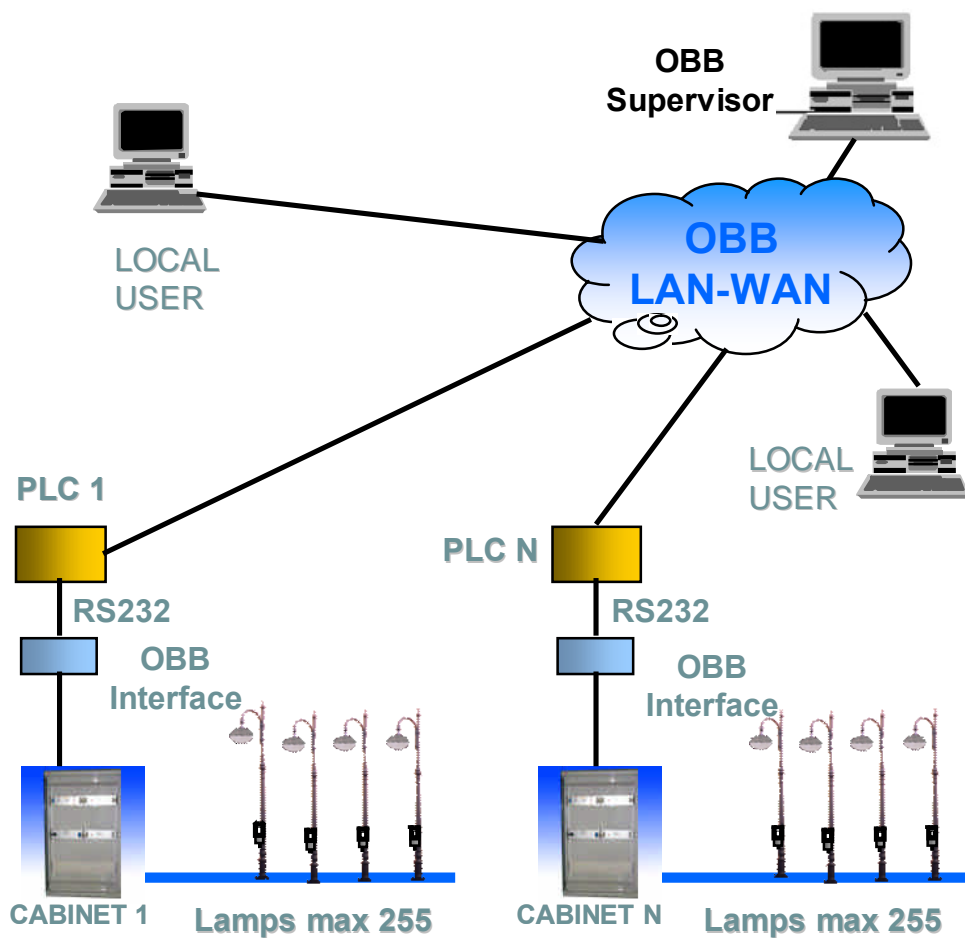 OBB
Supervisor
OBB
LAN-WAN
LOCAL
USER
LOCAL
USER
PLC 1
PLC N
RS232
RS232
OBB
Interface
OBB
Interface
CABINET 1
Lamps max 255
CABINET N
Lamps max 255